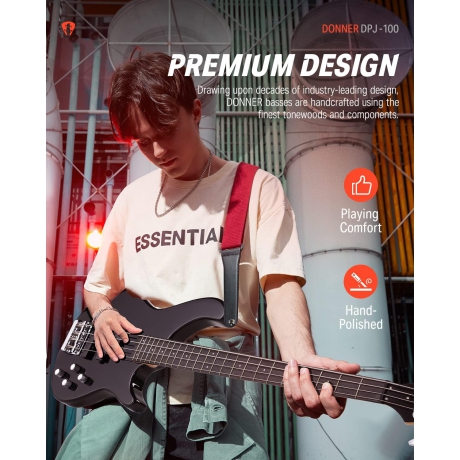 DONNER DPJ-100
PREMIUM DESIGN
Drawing upon decades of industry-leading design,
DONNER basses are handcrafted using the
finest tonewoods and components.
ESSENTIAL
Playing
Comfort
Hand-
Polished